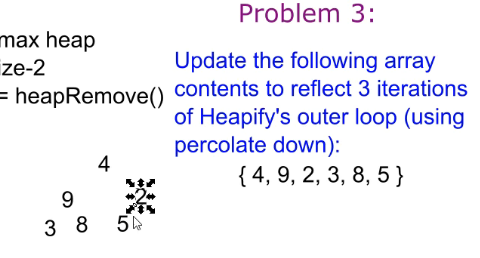 Problem 3:
max heap
ize-2
= heapRemove()
Update the following array
contents to reflect 3 iterations
of Heapify's outer loop (using
percolate down):
{ 4, 9, 2, 3, 8, 5 }
4
9 2
3 8 5